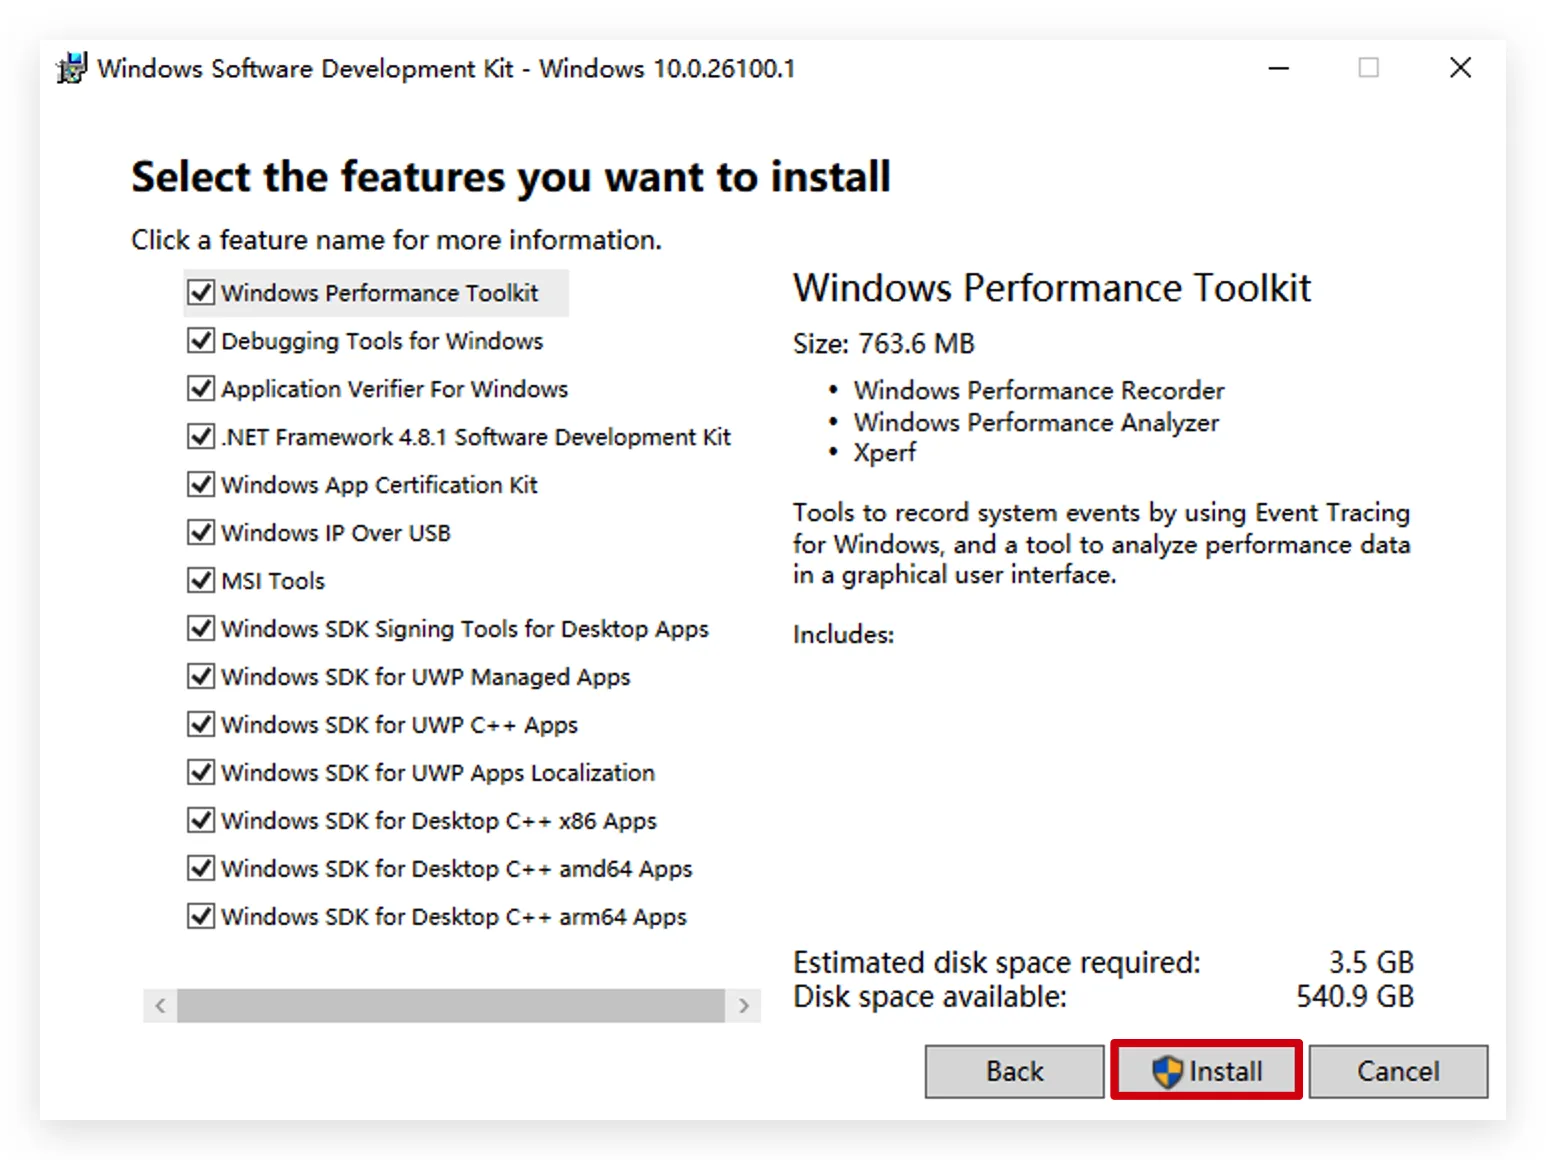 Windows Software Development Kit - Windows 10.0.26100.1
Select the features you want to install
Click a feature name for more information.
Windows Performance Toolkit
Debugging Tools for Windows
Application Verifier For Windows
.NET Framework 4.8.1 Software Development Kit
Windows App Certification Kit
Windows IP Over USB
MSI Tools
Windows SDK Signing Tools for Desktop Apps
Windows SDK for UWP Managed Apps
Windows SDK for UWP C++ Apps
Windows SDK for UWP Apps Localization
Windows SDK for Desktop C++ x86 Apps
Windows SDK for Desktop C++ amd64 Apps
Windows SDK for Desktop C++ arm64 Apps
Windows Performance Toolkit
Size: 763.6 MB
• Windows Performance Recorder
• Windows Performance Analyzer
• Xperf
Tools to record system events by using Event Tracing
for Windows, and a tool to analyze performance data
in a graphical user interface.
Includes:
Estimated disk space required: 3.5 GB
Disk space available: 540.9 GB
Back Install Cancel